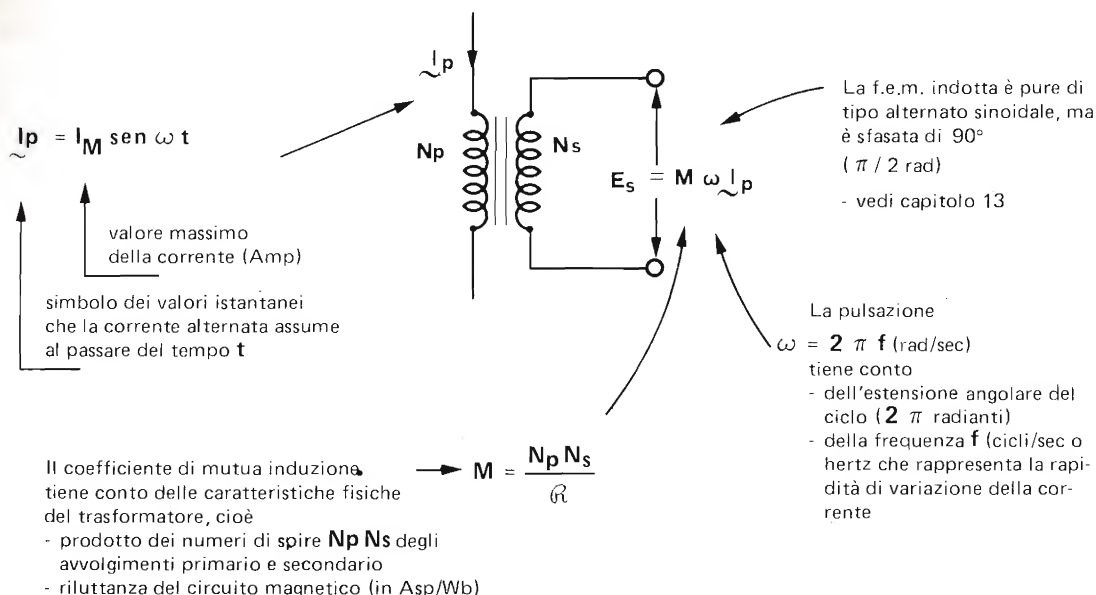 Ḭp
Ḭp = I_M sen ω t
valore massimo
della corrente (Amp)
simbolo dei valori istantanei
che la corrente alternata assume
al passare del tempo t
Np
Ns
E_s = M ω Ḭp
La f.e.m. indotta è pure di
tipo alternato sinoidale, ma
è sfasata di 90°
( π / 2 rad)
- vedi capitolo 13
La pulsazione
ω = 2 π f (rad/sec)
tiene conto
- dell'estensione angolare del
ciclo (2 π radianti)
- della frequenza f (cicli/sec o
hertz che rappresenta la rapi-
dità di variazione della cor-
rente
Il coefficiente di mutua induzione
tiene conto delle caratteristiche fisiche
del trasformatore, cioè
- prodotto dei numeri di spire Np Ns degli
avvolgimenti primario e secondario
- riluttanza del circuito magnetico (in Asp/Wb)
M = Np Ns / ℛ